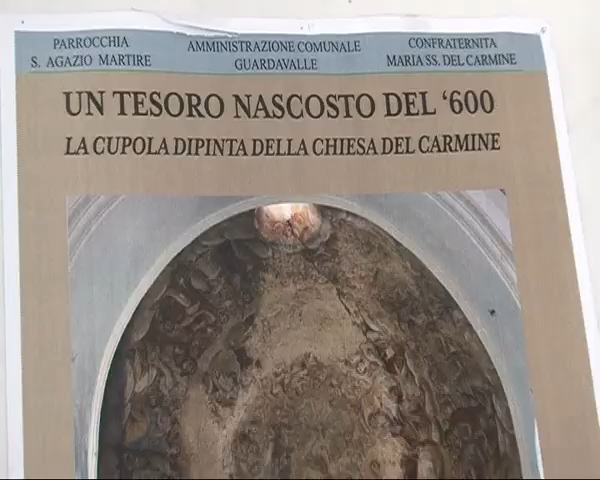 PARROCCHIA
S. AGAZIO MARTIRE
AMMINISTRAZIONE COMUNALE
GUARDAVALLE
CONFRATERNITA
MARIA SS. DEL CARMINE
UN TESORO NASCOSTO DEL ‘600
LA CUPOLA DIPINTA DELLA CHIESA DEL CARMINE